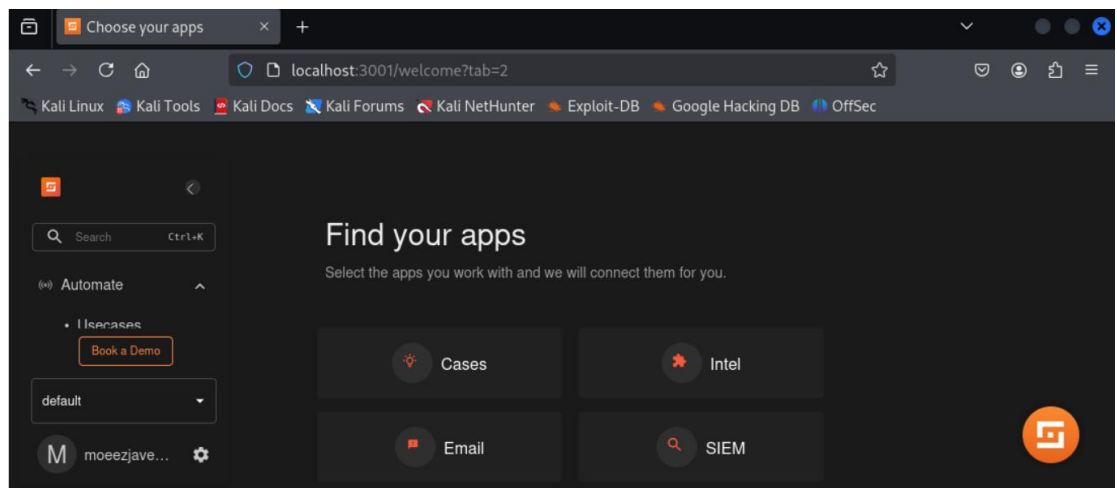 Choose your apps
localhost:3001/welcome?tab=2
Kali Linux Kali Tools Kali Docs Kali Forums Kali NetHunter Exploit-DB Google Hacking DB OffSec
Search Ctrl+K
Automate
Usecases
Book a Demo
default
M moeezjave...
Find your apps
Select the apps you work with and we will connect them for you.
Cases
Intel
Email
SIEM